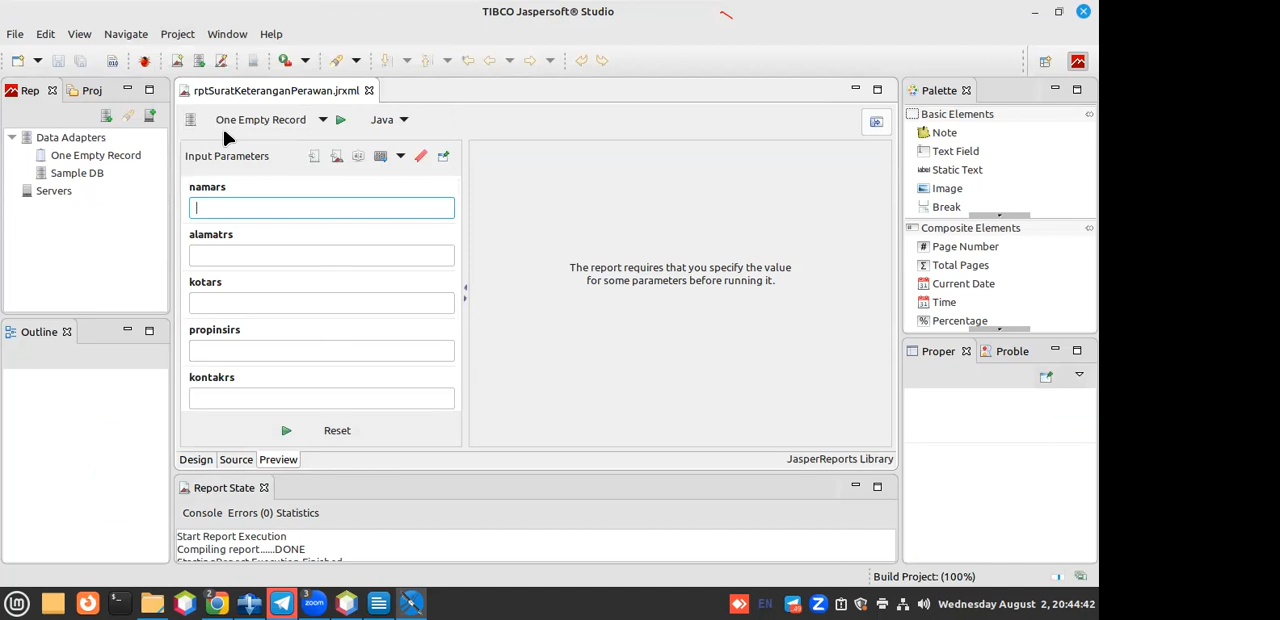 TIBCO Jaspersoft® Studio
File Edit View Navigate Project Window Help
Rep Proj
rptSuratKeteranganPerawan.jrxml
Palette
Data Adapters
One Empty Record
Sample DB
Servers
One Empty Record Java
Input Parameters
namars
alamatrs
kotars
propinsirs
kontakrs
Reset
The report requires that you specify the value
for some parameters before running it.
Design Source Preview
JasperReports Library
Basic Elements
Note
Text Field
label Static Text
Image
Break
Composite Elements
# Page Number
Σ Total Pages
Current Date
Time
% Percentage
Outline
Proper Proble
Report State
Console Errors (0) Statistics
Start Report Execution
Compiling report......DONE
Build Project: (100%)
2 3 EN Wednesday August 2, 20:44:42